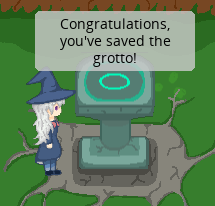 Congratulations,
you've saved the
grotto!